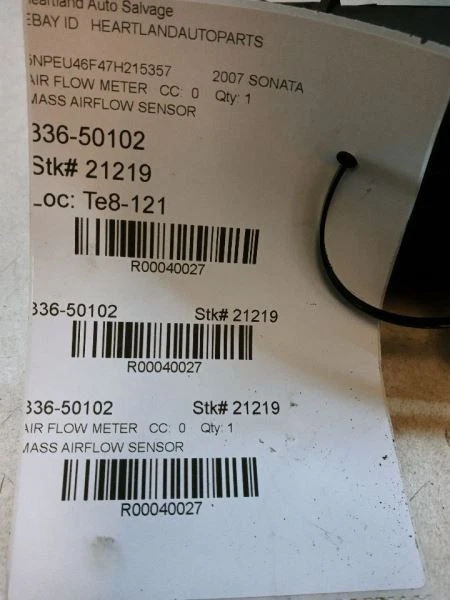 Heartland Auto Salvage
EBAY ID HEARTLANDAUTOPARTS
5NPEU46F47H215357 2007 SONATA
AIR FLOW METER CC: 0 Qty: 1
MASS AIRFLOW SENSOR
336-50102
Stk# 21219
Loc: Te8-121
R00040027
336-50102 Stk# 21219
R00040027
336-50102 Stk# 21219
AIR FLOW METER CC: 0 Qty: 1
MASS AIRFLOW SENSOR
R00040027